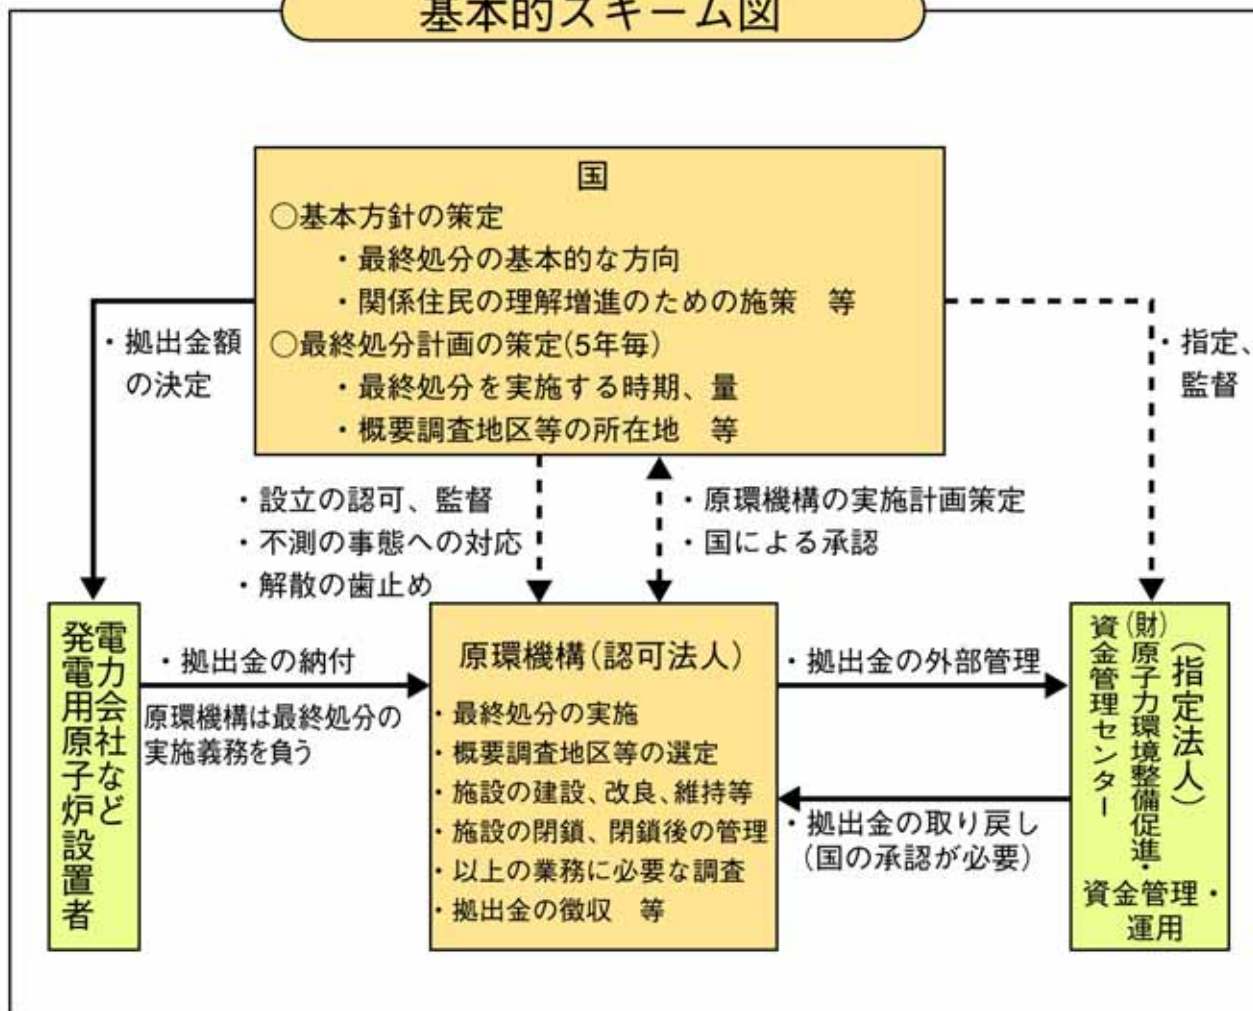 基本的スキーム図
国
○基本方針の策定
・最終処分の基本的な方向
・関係住民の理解増進のための施策　等
○最終処分計画の策定(5年毎)
・最終処分を実施する時期、量
・概要調査地区等の所在地　等
・拠出金額
の決定
・指定、
監督
・設立の認可、監督
・不測の事態への対応
・解散の歯止め
・原環機構の実施計画策定
・国による承認
電力会社など
発電用原子炉設置者
・拠出金の納付
原環機構は最終処分の
実施義務を負う
原環機構(認可法人)
・最終処分の実施
・概要調査地区等の選定
・施設の建設、改良、維持等
・施設の閉鎖、閉鎖後の管理
・以上の業務に必要な調査
・拠出金の徴収　等
・拠出金の外部管理
・拠出金の取り戻し
(国の承認が必要)
(指定法人)
(財)原子力環境整備促進・
資金管理センター
資金管理・
運用